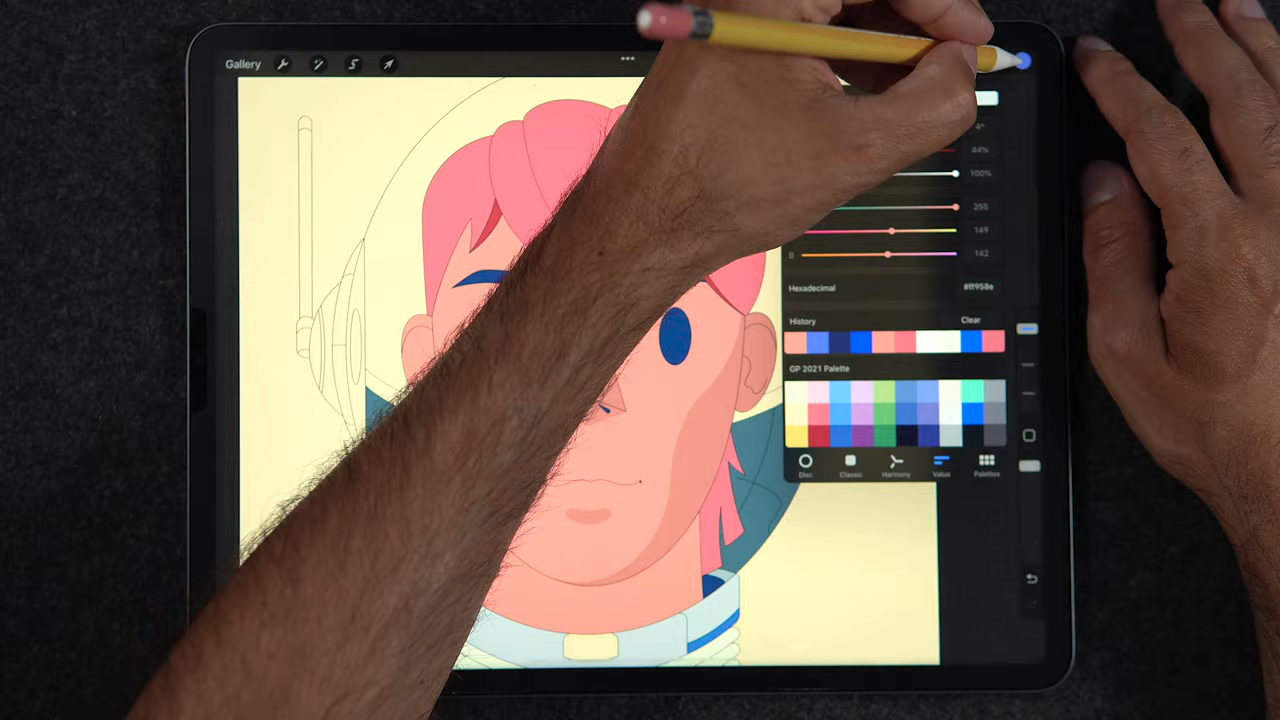 Gallery
4°
44%
100%
255
149
B 142
Hexadecimal #ff958e
History Clear
GP 2021 Palette
Disc Classic Harmony Value Palettes